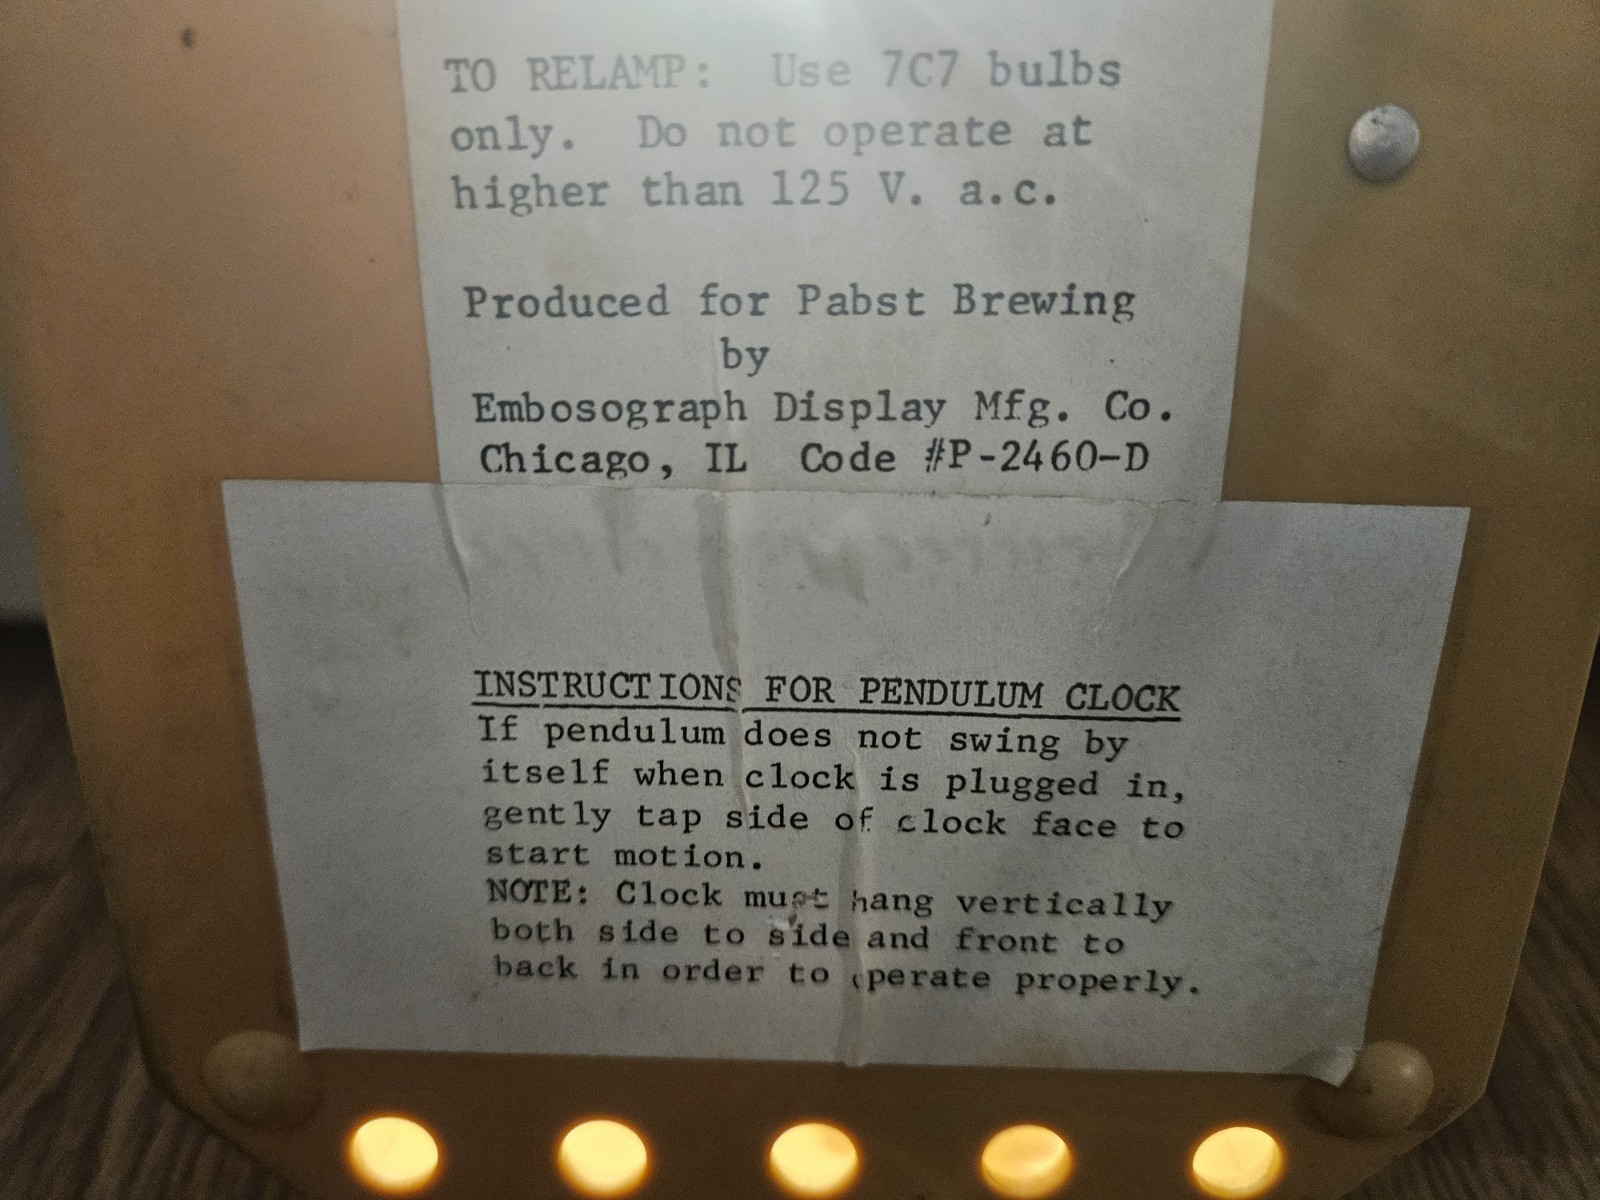 TO RELAMP: Use 7C7 bulbs
only. Do not operate at
higher than 125 V. a.c.
Produced for Pabst Brewing
by
Embosograph Display Mfg. Co.
Chicago, IL Code #P-2460-D
INSTRUCTIONS FOR PENDULUM CLOCK
If pendulum does not swing by
itself when clock is plugged in,
gently tap side of clock face to
start motion.
NOTE: Clock must hang vertically
both side to side and front to
back in order to operate properly.